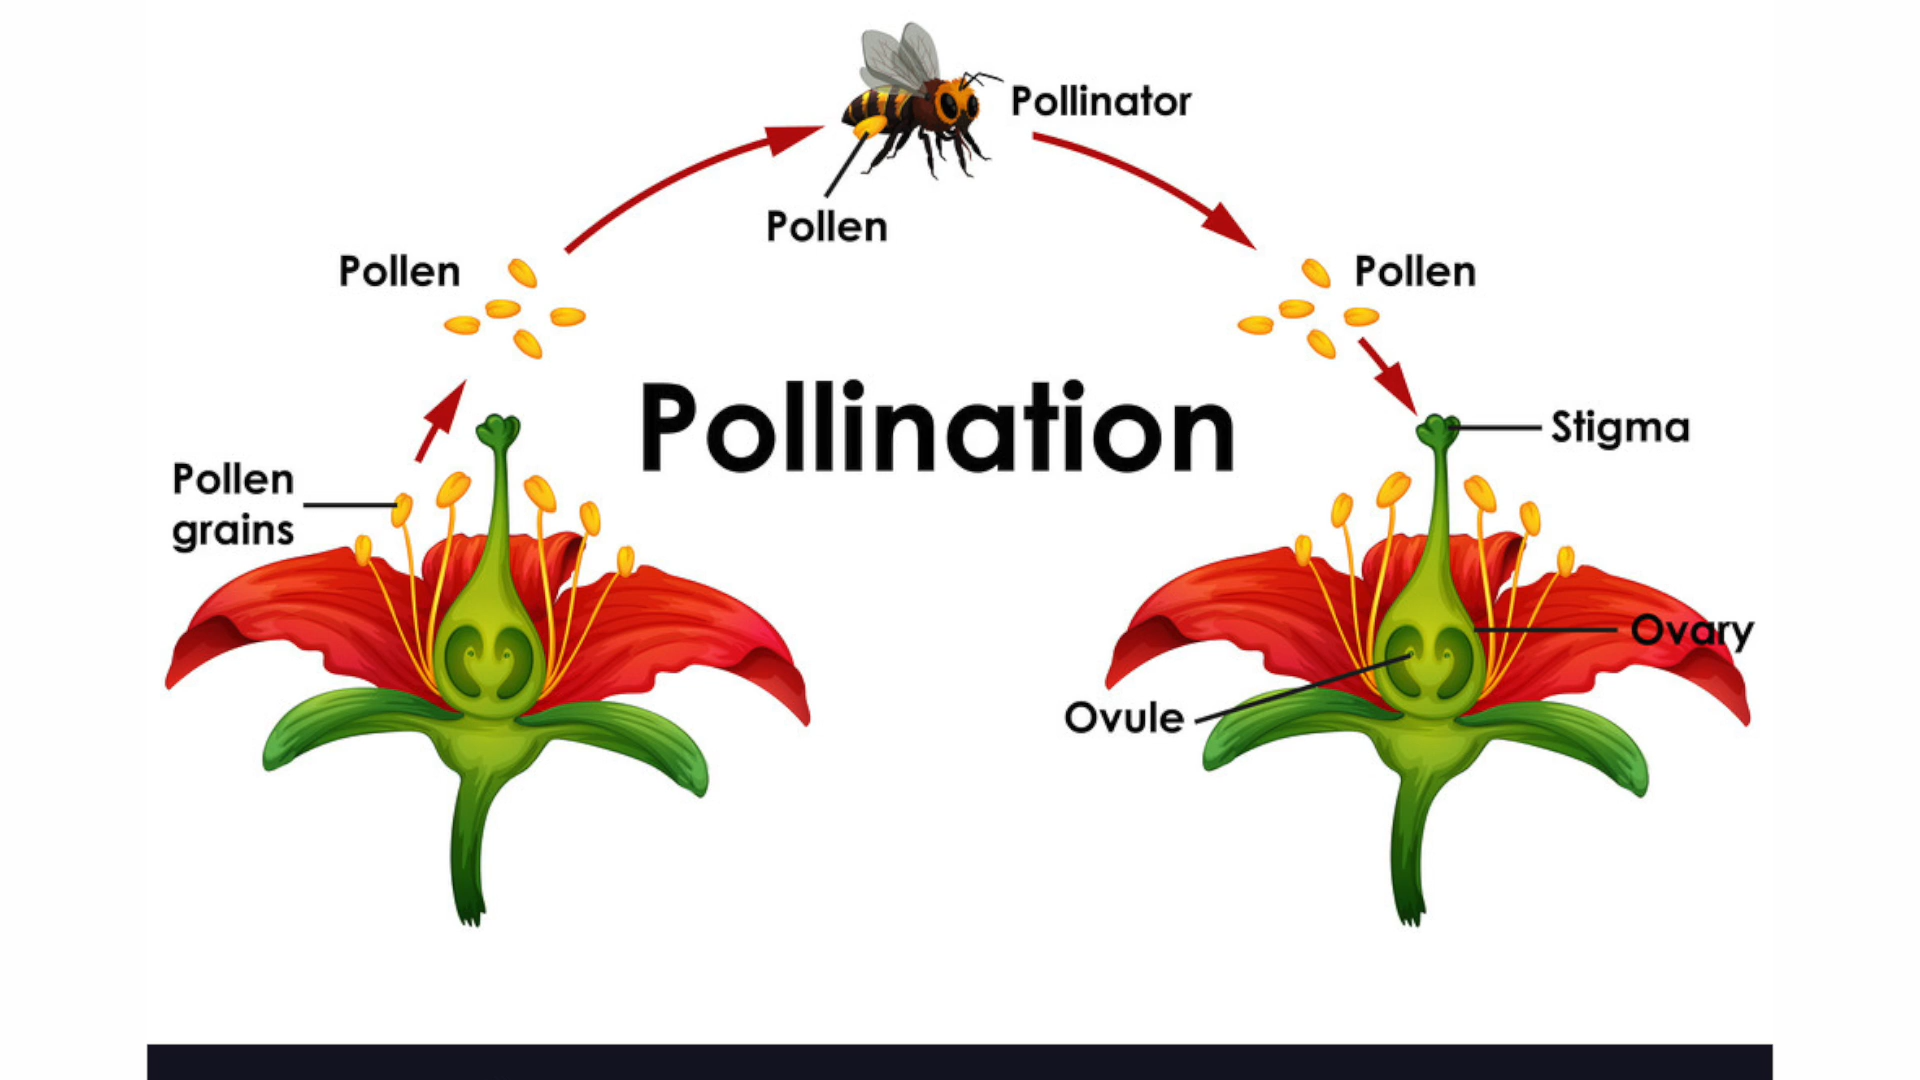 Pollinator
Pollen
Pollen
Pollen
Pollination
Stigma
Pollen
grains
Ovary
Ovule